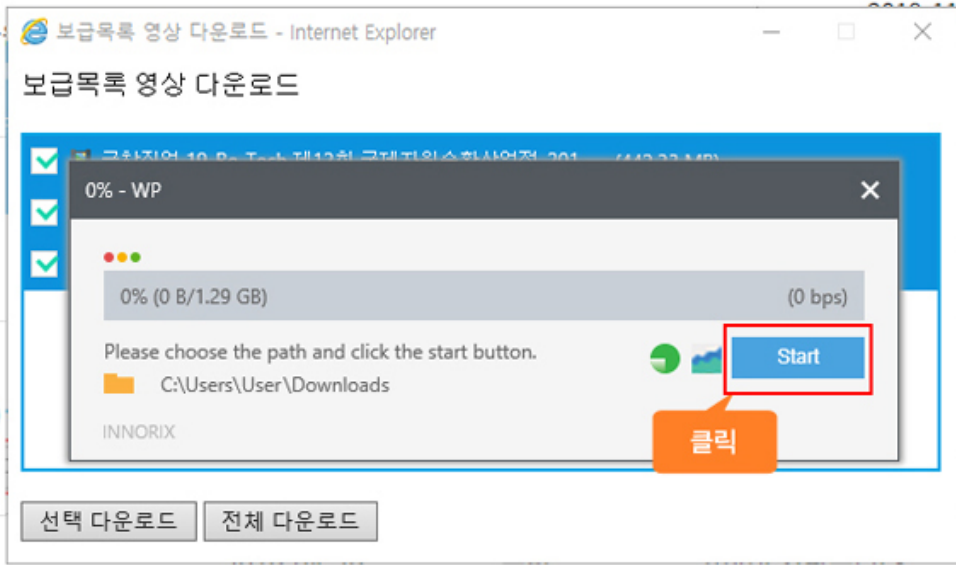 보급목록 영상 다운로드 - Internet Explorer
보급목록 영상 다운로드
0% - WP
0% (0 B/1.29 GB) (0 bps)
Please choose the path and click the start button.
Start
C:\Users\User\Downloads
INNORIX
클릭
선택 다운로드 전체 다운로드